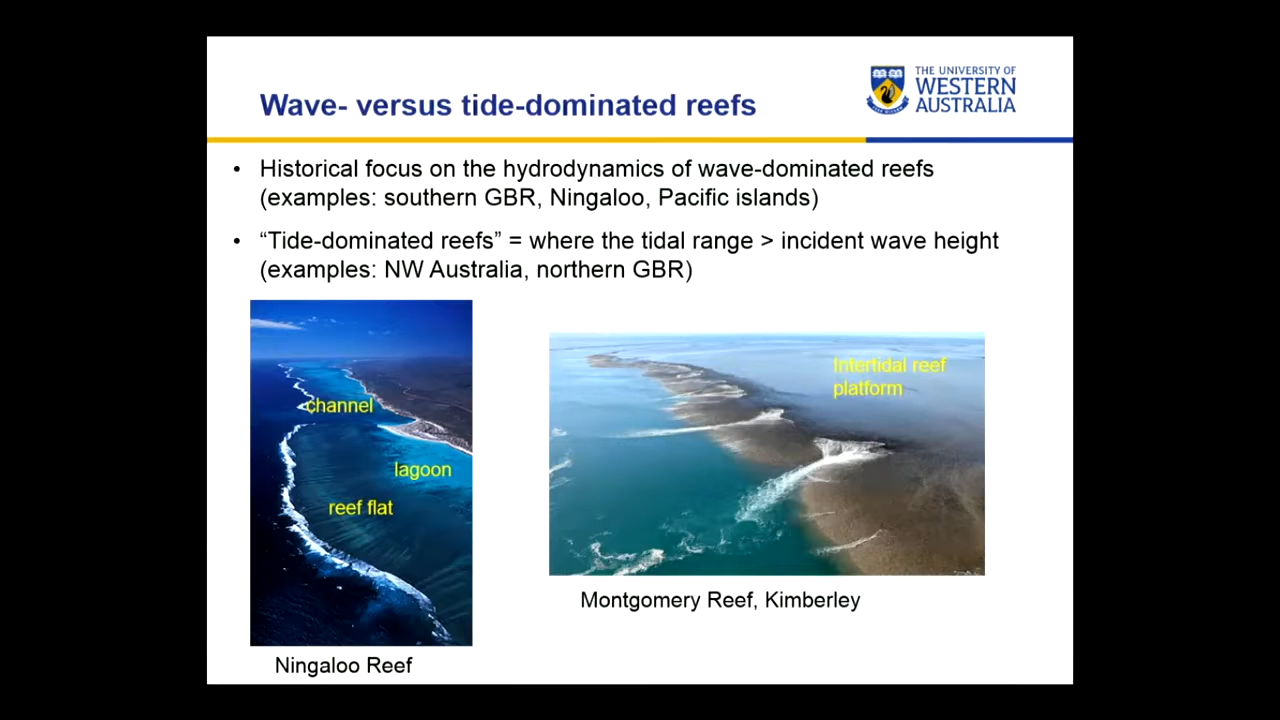 Wave- versus tide-dominated reefs
THE UNIVERSITY OF
WESTERN
AUSTRALIA
• Historical focus on the hydrodynamics of wave-dominated reefs
(examples: southern GBR, Ningaloo, Pacific islands)
• “Tide-dominated reefs” = where the tidal range > incident wave height
(examples: NW Australia, northern GBR)
channel
lagoon
reef flat
Ningaloo Reef
Intertidal reef
platform
Montgomery Reef, Kimberley